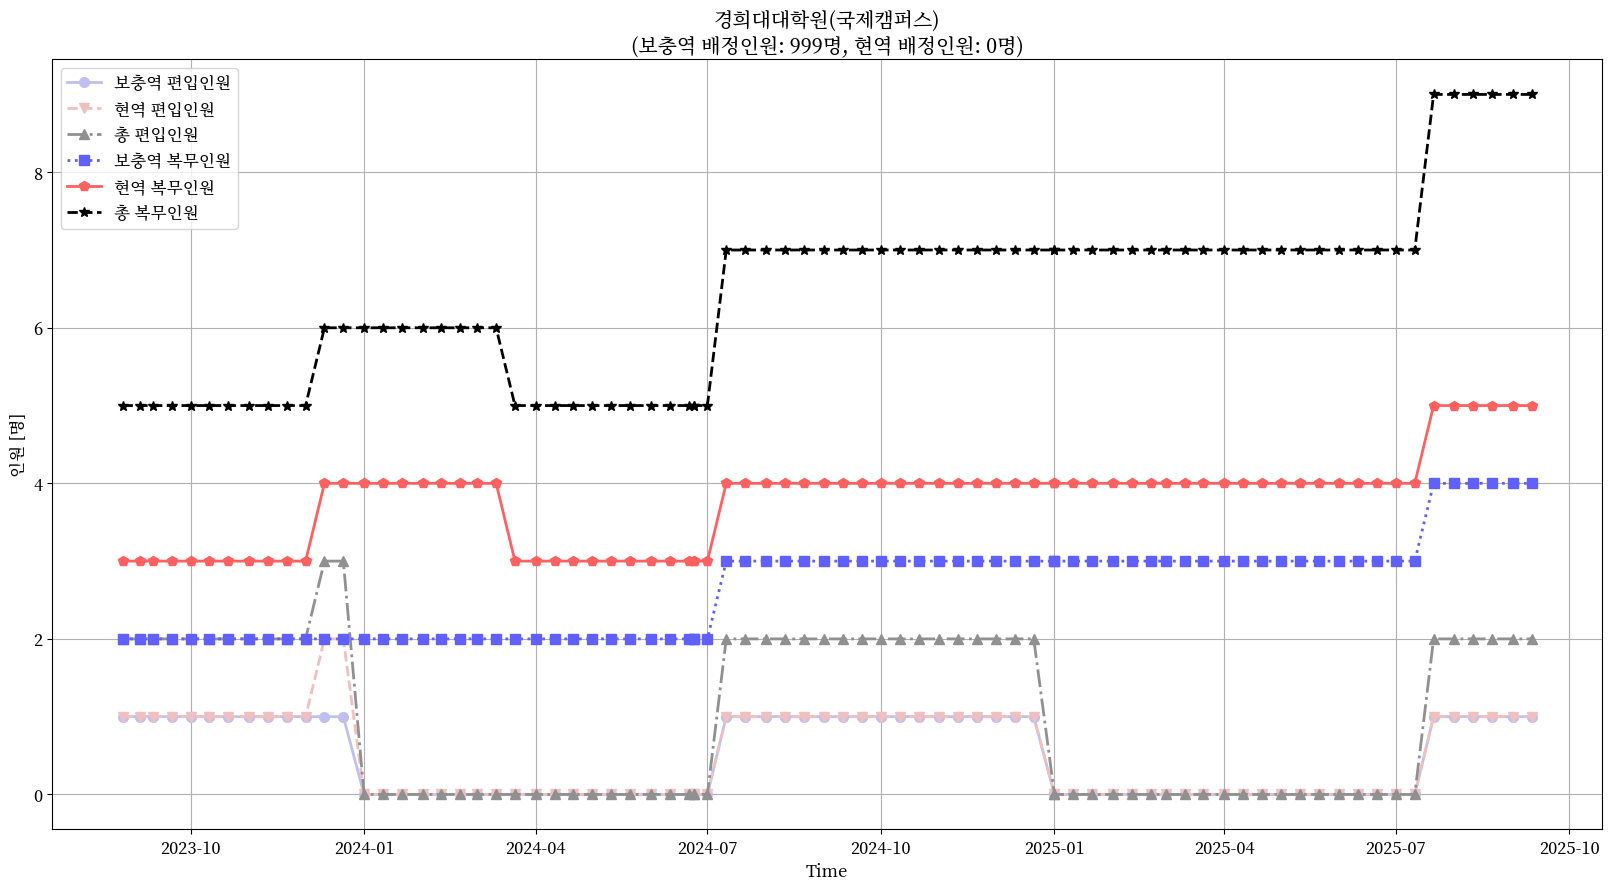 경희대대학원(국제캠퍼스)
(보충역 배정인원: 999명, 현역 배정인원: 0명)
보충역 편입인원
현역 편입인원
총 편입인원
보충역 복무인원
현역 복무인원
총 복무인원
인원 [명]
8
6
4
2
0
2023-10
2024-01
2024-04
2024-07
2024-10
2025-01
2025-04
2025-07
2025-10
Time